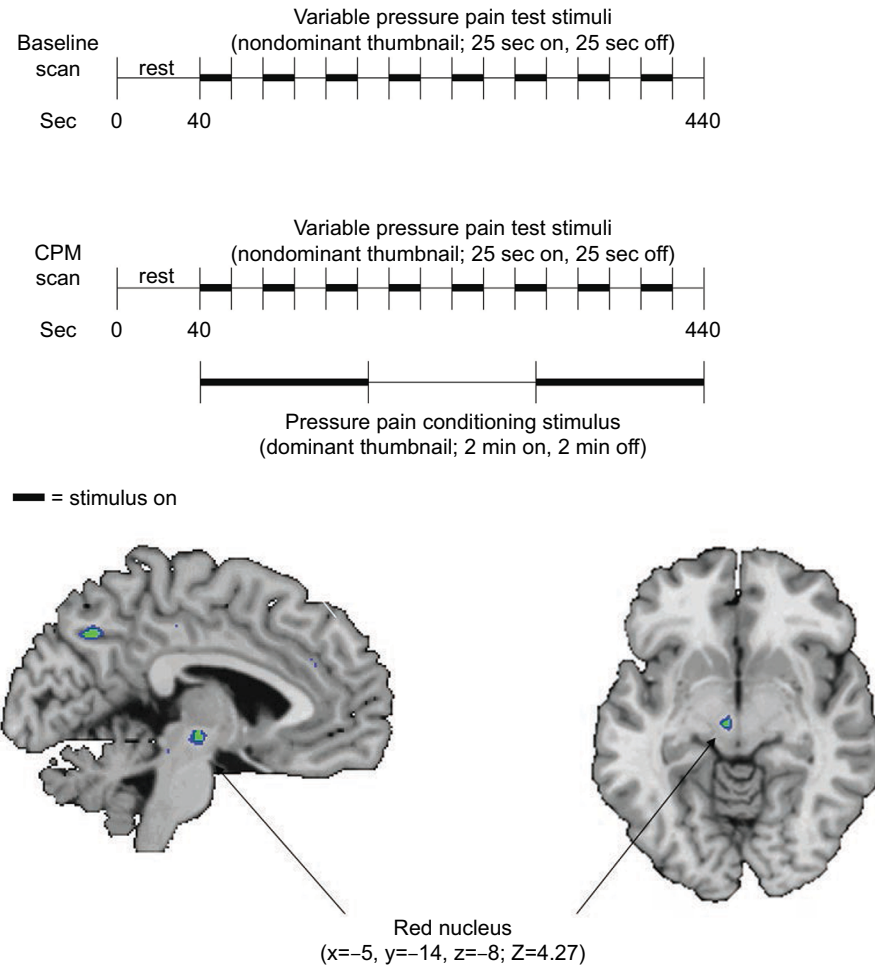 Variable pressure pain test stimuli
(nondominant thumbnail; 25 sec on, 25 sec off)
Baseline
scan
rest
Sec
0
40
440
Variable pressure pain test stimuli
(nondominant thumbnail; 25 sec on, 25 sec off)
CPM
scan
rest
Sec
0
40
440
Pressure pain conditioning stimulus
(dominant thumbnail; 2 min on, 2 min off)
= stimulus on
Red nucleus
(x=–5, y=–14, z=–8; Z=4.27)